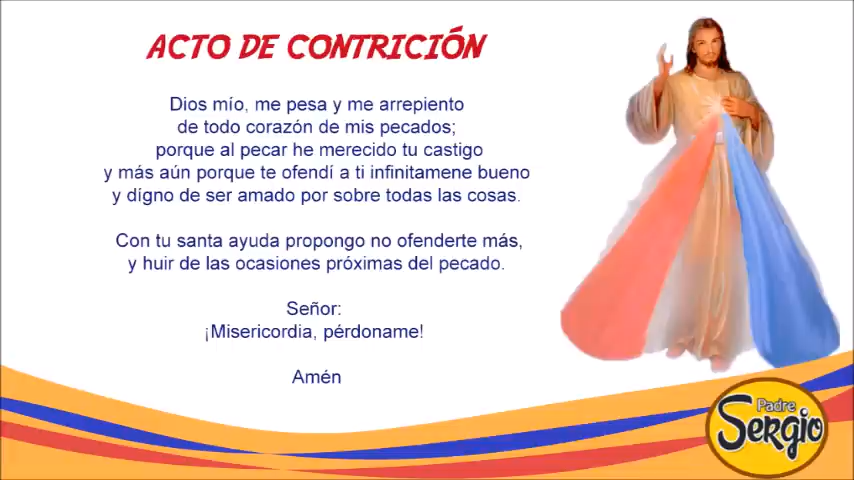 ACTO DE CONTRICIÓN
Dios mío, me pesa y me arrepiento
de todo corazón de mis pecados;
porque al pecar he merecido tu castigo
y más aún porque te ofendí a ti infinitamene bueno
y dígno de ser amado por sobre todas las cosas.
Con tu santa ayuda propongo no ofenderte más,
y huir de las ocasiones próximas del pecado.
Señor:
¡Misericordia, pérdoname!
Amén
Padre
Sergio